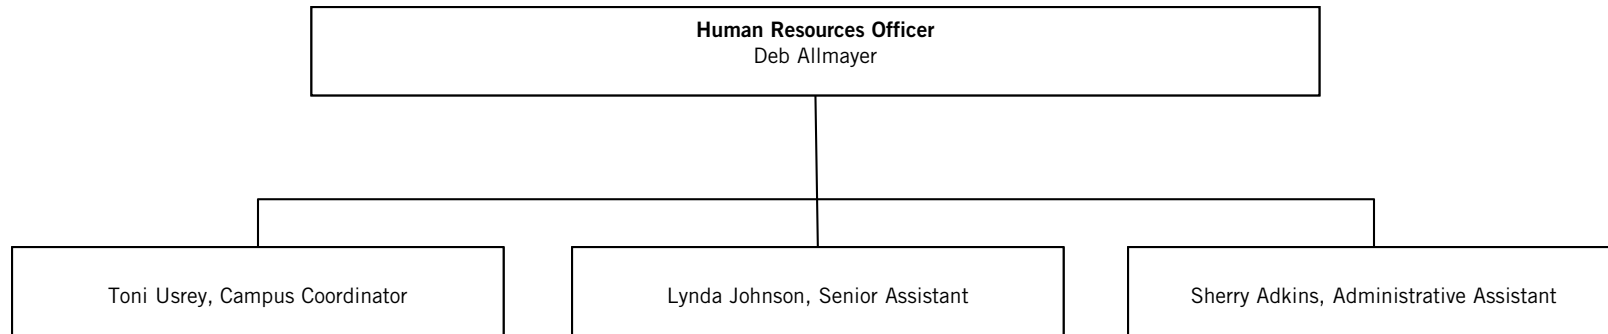 Human Resources Officer
Deb Allmayer
Toni Usrey, Campus Coordinator
Lynda Johnson, Senior Assistant
Sherry Adkins, Administrative Assistant